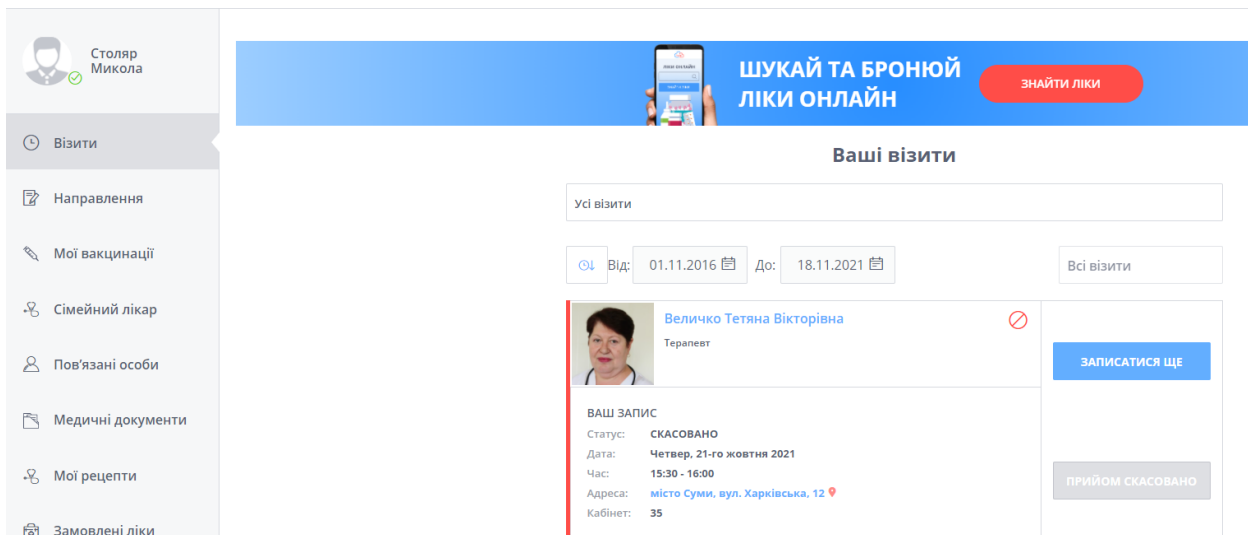 Столяр
Микола
Візити
Направлення
Мої вакцинації
Сімейний лікар
Пов'язані особи
Медичні документи
Мої рецепти
Замовлені ліки
ШУКАЙ ТА БРОНЮЙ
ЛІКИ ОНЛАЙН
ЗНАЙТИ ЛІКИ
Ваші візити
Усі візити
Від: 01.11.2016 До: 18.11.2021 Всі візити
Величко Тетяна Вікторівна
Терапевт
ЗАПИСАТИСЯ ЩЕ
ВАШ ЗАПИС
Статус: СКАСОВАНО
Дата: Четвер, 21-го жовтня 2021
Час: 15:30 - 16:00
Адреса: місто Суми, вул. Харківська, 12
Кабінет: 35
ПРИЙОМ СКАСОВАНО